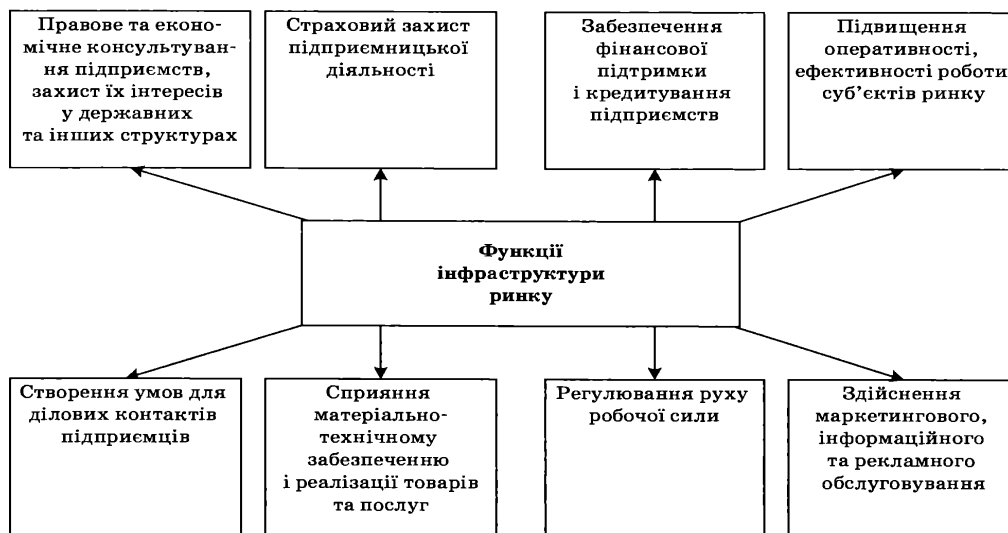 Правове та еконо-
мічне консультуван-
ня підприємств,
захист їх інтересів
у державних
та інших структурах
Страховий захист
підприємницької
діяльності
Забезпечення
фінансової
підтримки
і кредитування
підприємств
Підвищення
оперативності,
ефективності роботи
суб’єктів ринку
Функції
інфраструктури
ринку
Створення умов для
ділових контактів
підприємців
Сприяння
матеріально-
технічному
забезпеченню
і реалізації товарів
та послуг
Регулювання руху
робочої сили
Здійснення
маркетингового,
інформаційного
та рекламного
обслуговування